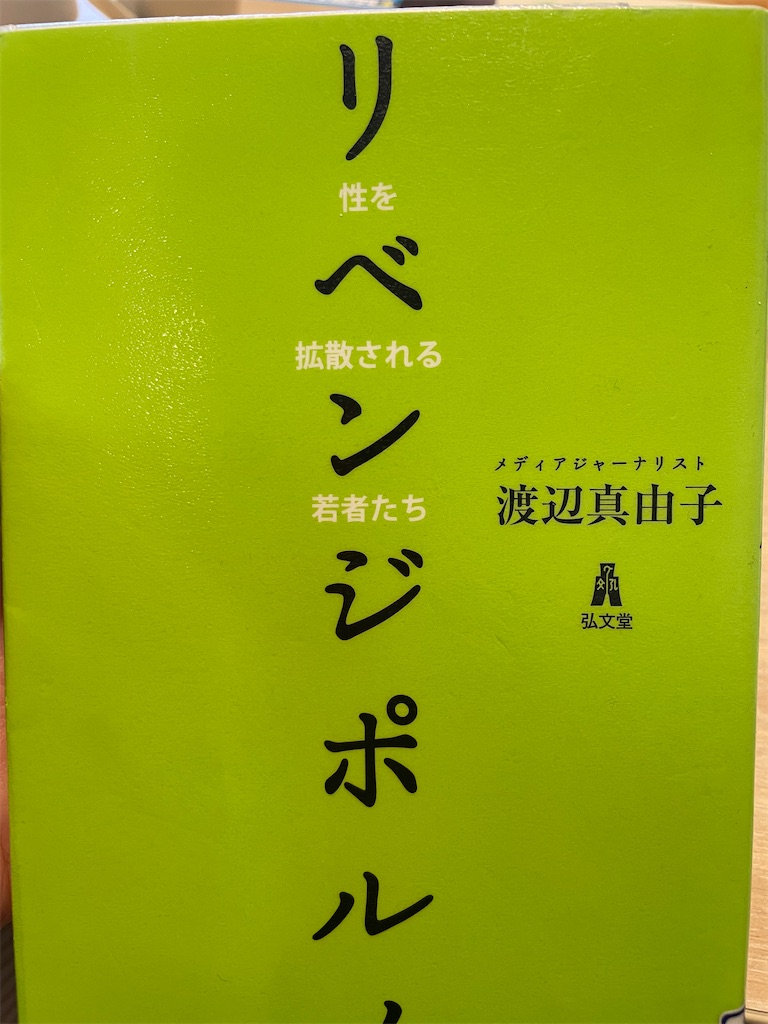 リベンジポルノ
性を
拡散される
若者たち
メディアジャーナリスト
渡辺真由子
弘文堂